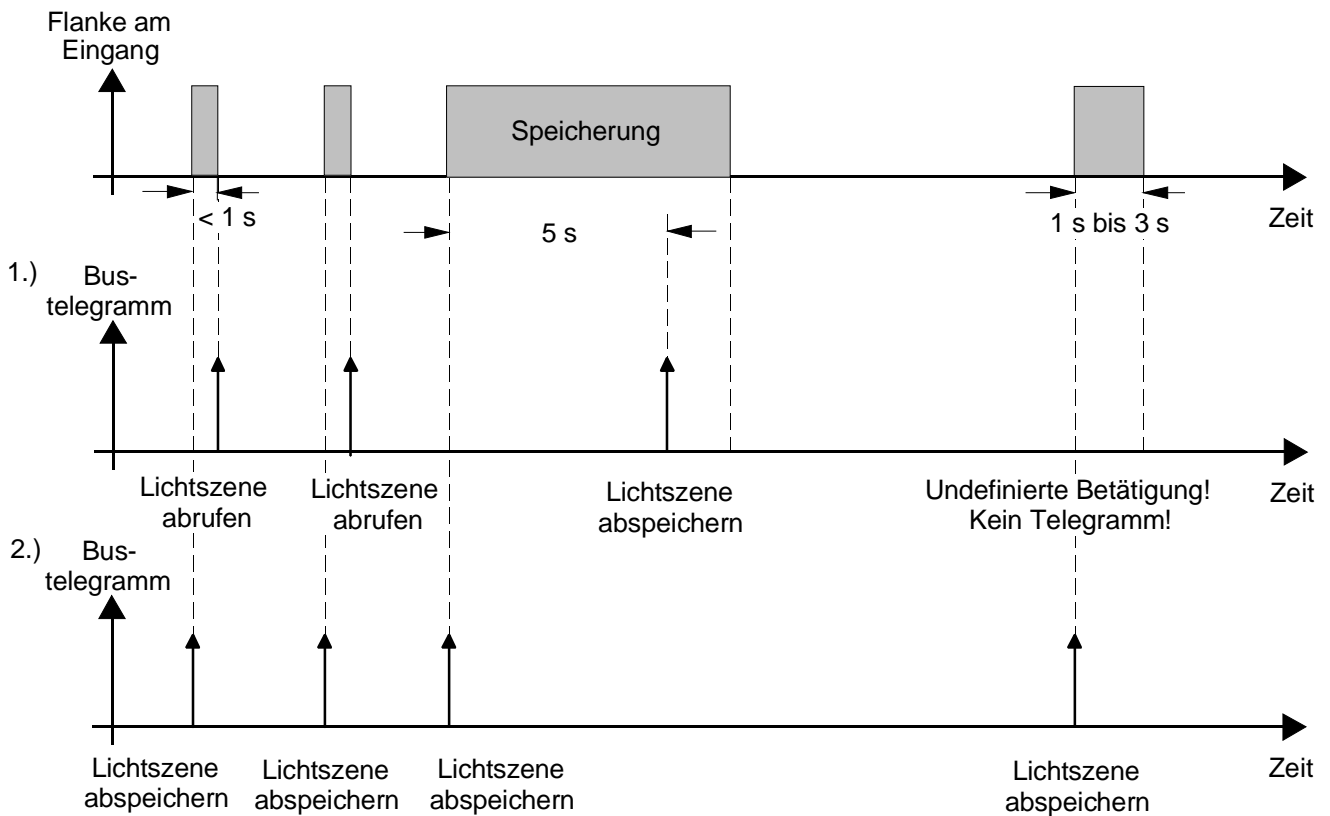 Flanke am
Eingang
Speicherung
< 1 s
5 s
1 s bis 3 s
Zeit
1.) Bus-
telegramm
Lichtszene
abrufen
Lichtszene
abrufen
Lichtszene
abspeichern
Undefinierte Betätigung!
Kein Telegramm!
Zeit
2.) Bus-
telegramm
Lichtszene
abspeichern
Lichtszene
abspeichern
Lichtszene
abspeichern
Lichtszene
abspeichern
Zeit